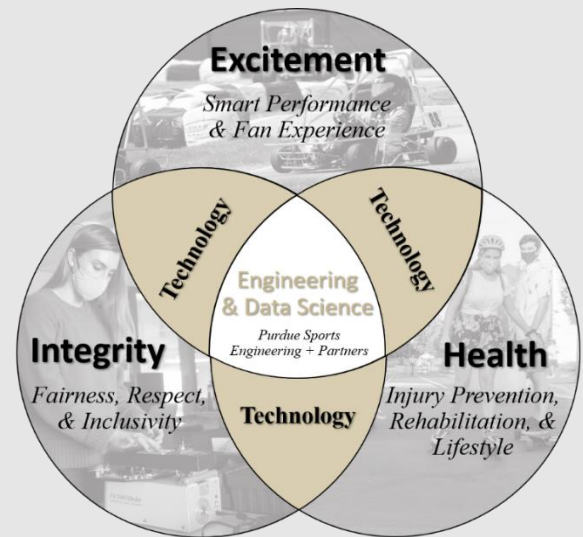 Excitement
Smart Performance
& Fan Experience
Technology
Technology
Engineering
& Data Science
Purdue Sports
Engineering + Partners
Integrity
Fairness, Respect,
& Inclusivity
Health
Injury Prevention,
Rehabilitation, &
Lifestyle
Technology